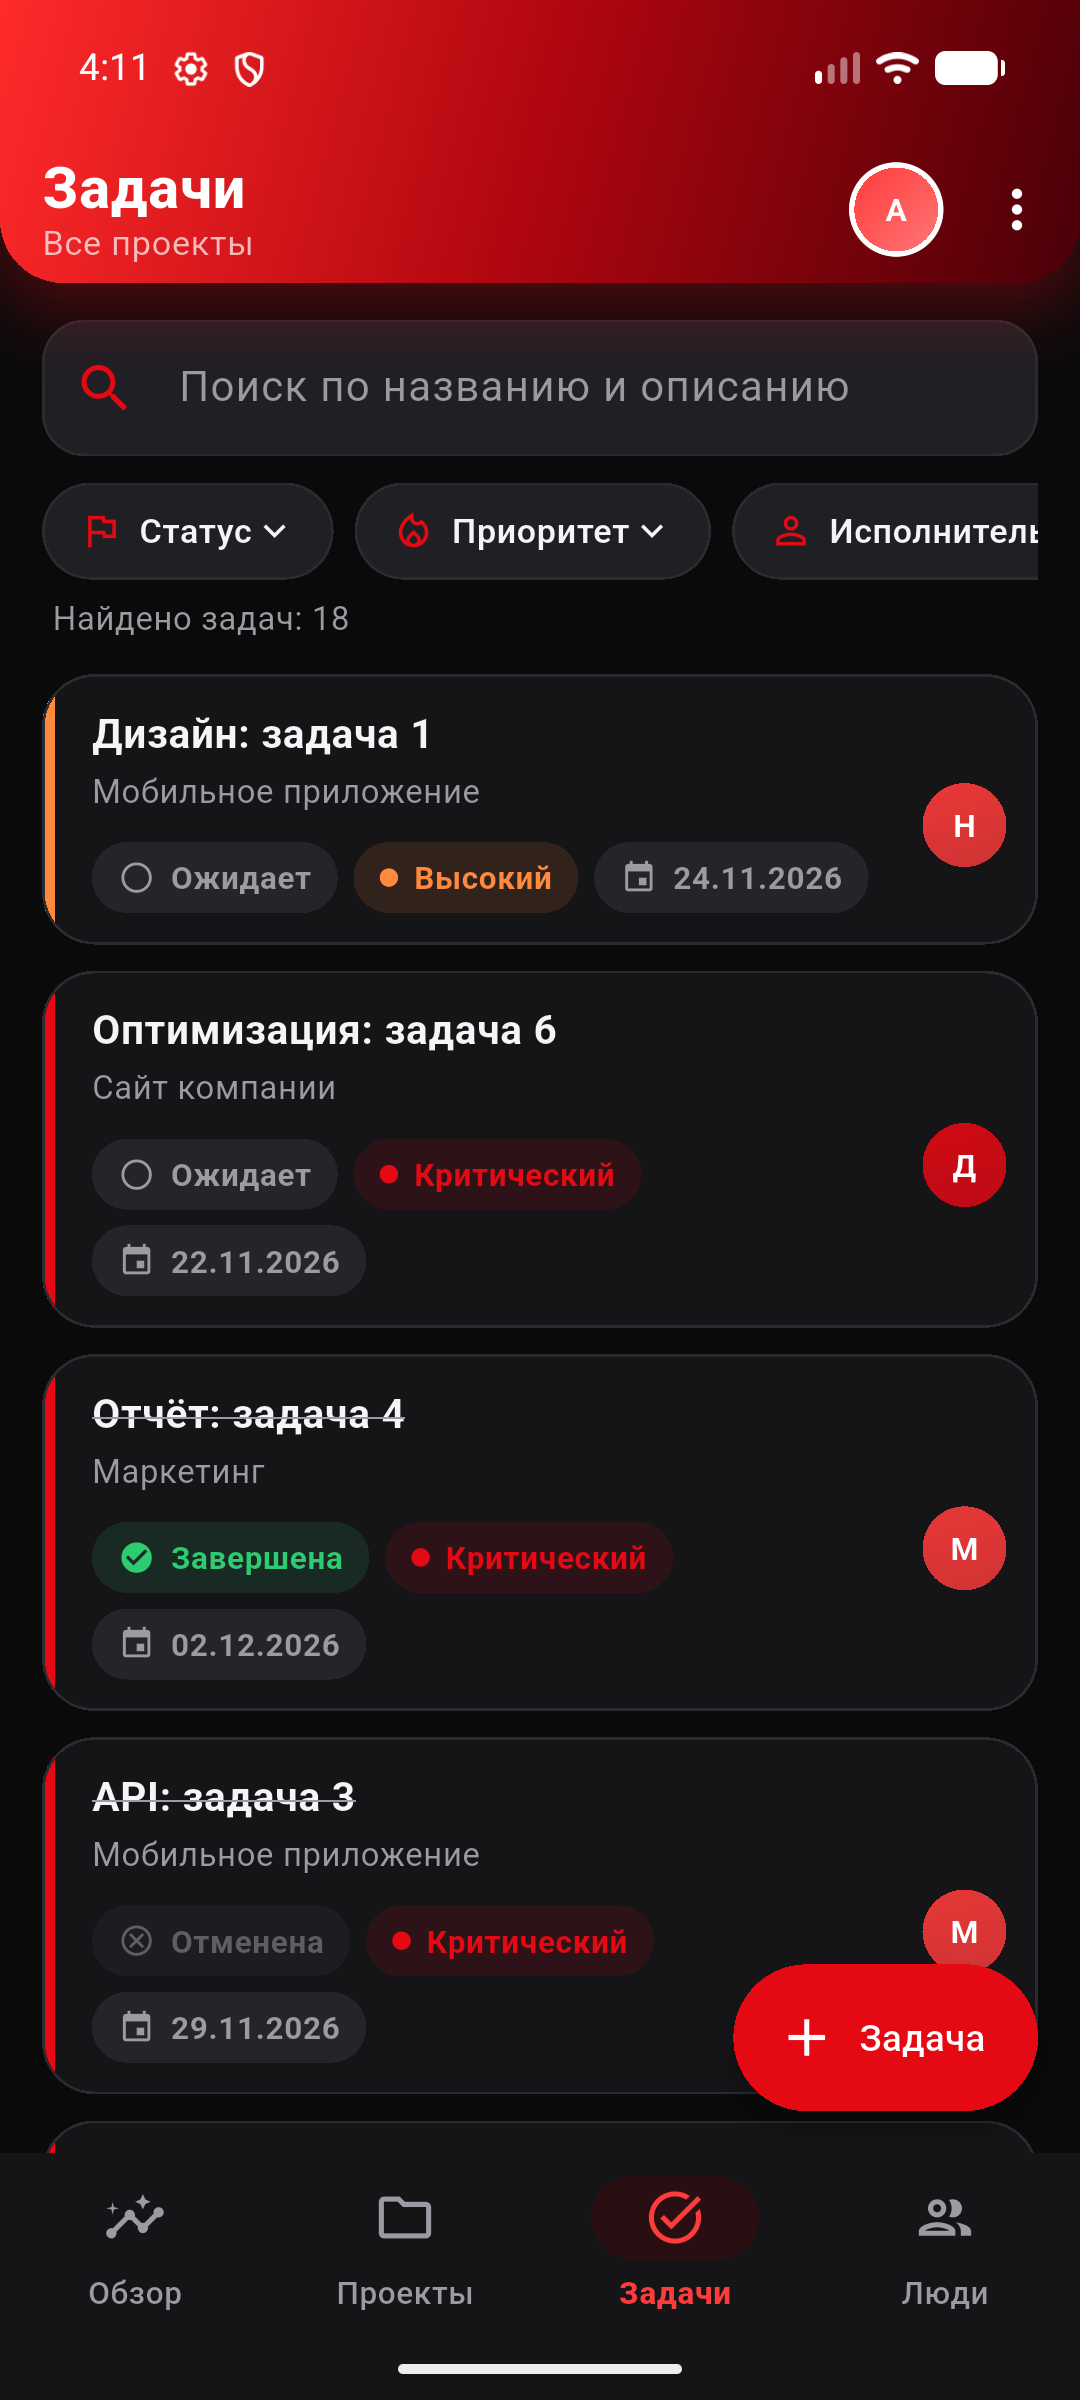 4:11
Задачи
Все проекты
А
Поиск по названию и описанию
Статус
Приоритет
Исполнитель
Найдено задач: 18
Дизайн: задача 1
Мобильное приложение
Н
Ожидает
Высокий
24.11.2026
Оптимизация: задача 6
Сайт компании
Ожидает
Критический
Д
22.11.2026
Отчёт: задача 4
Маркетинг
Завершена
Критический
М
02.12.2026
API: задача 3
Мобильное приложение
Отменена
Критический
М
29.11.2026
Задача
Обзор
Проекты
Задачи
Люди